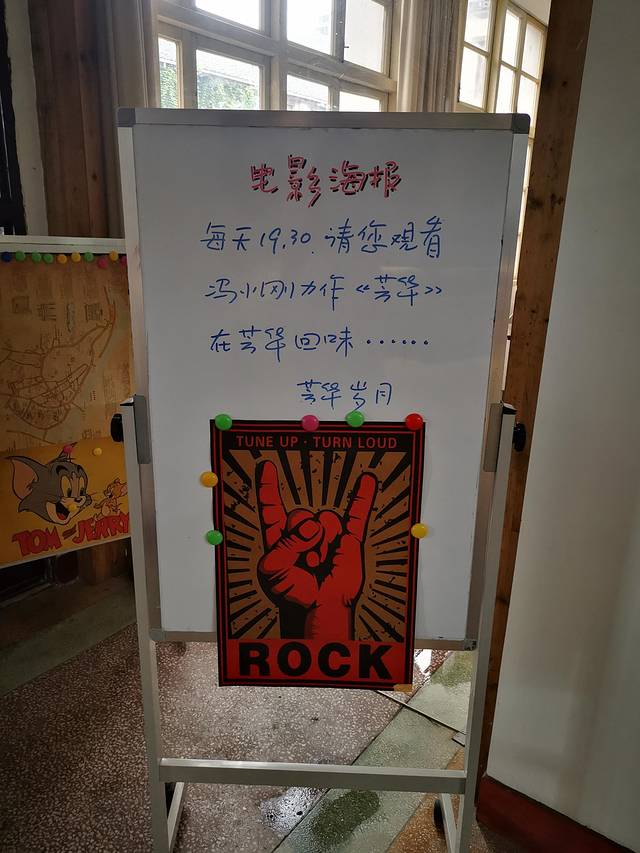 电影海报
每天19.30.请您观看
冯小刚力作《芳华》
在芳华回味……
芳华岁月
TUNE UP · TURN LOUD
ROCK
TOM AND JERRY